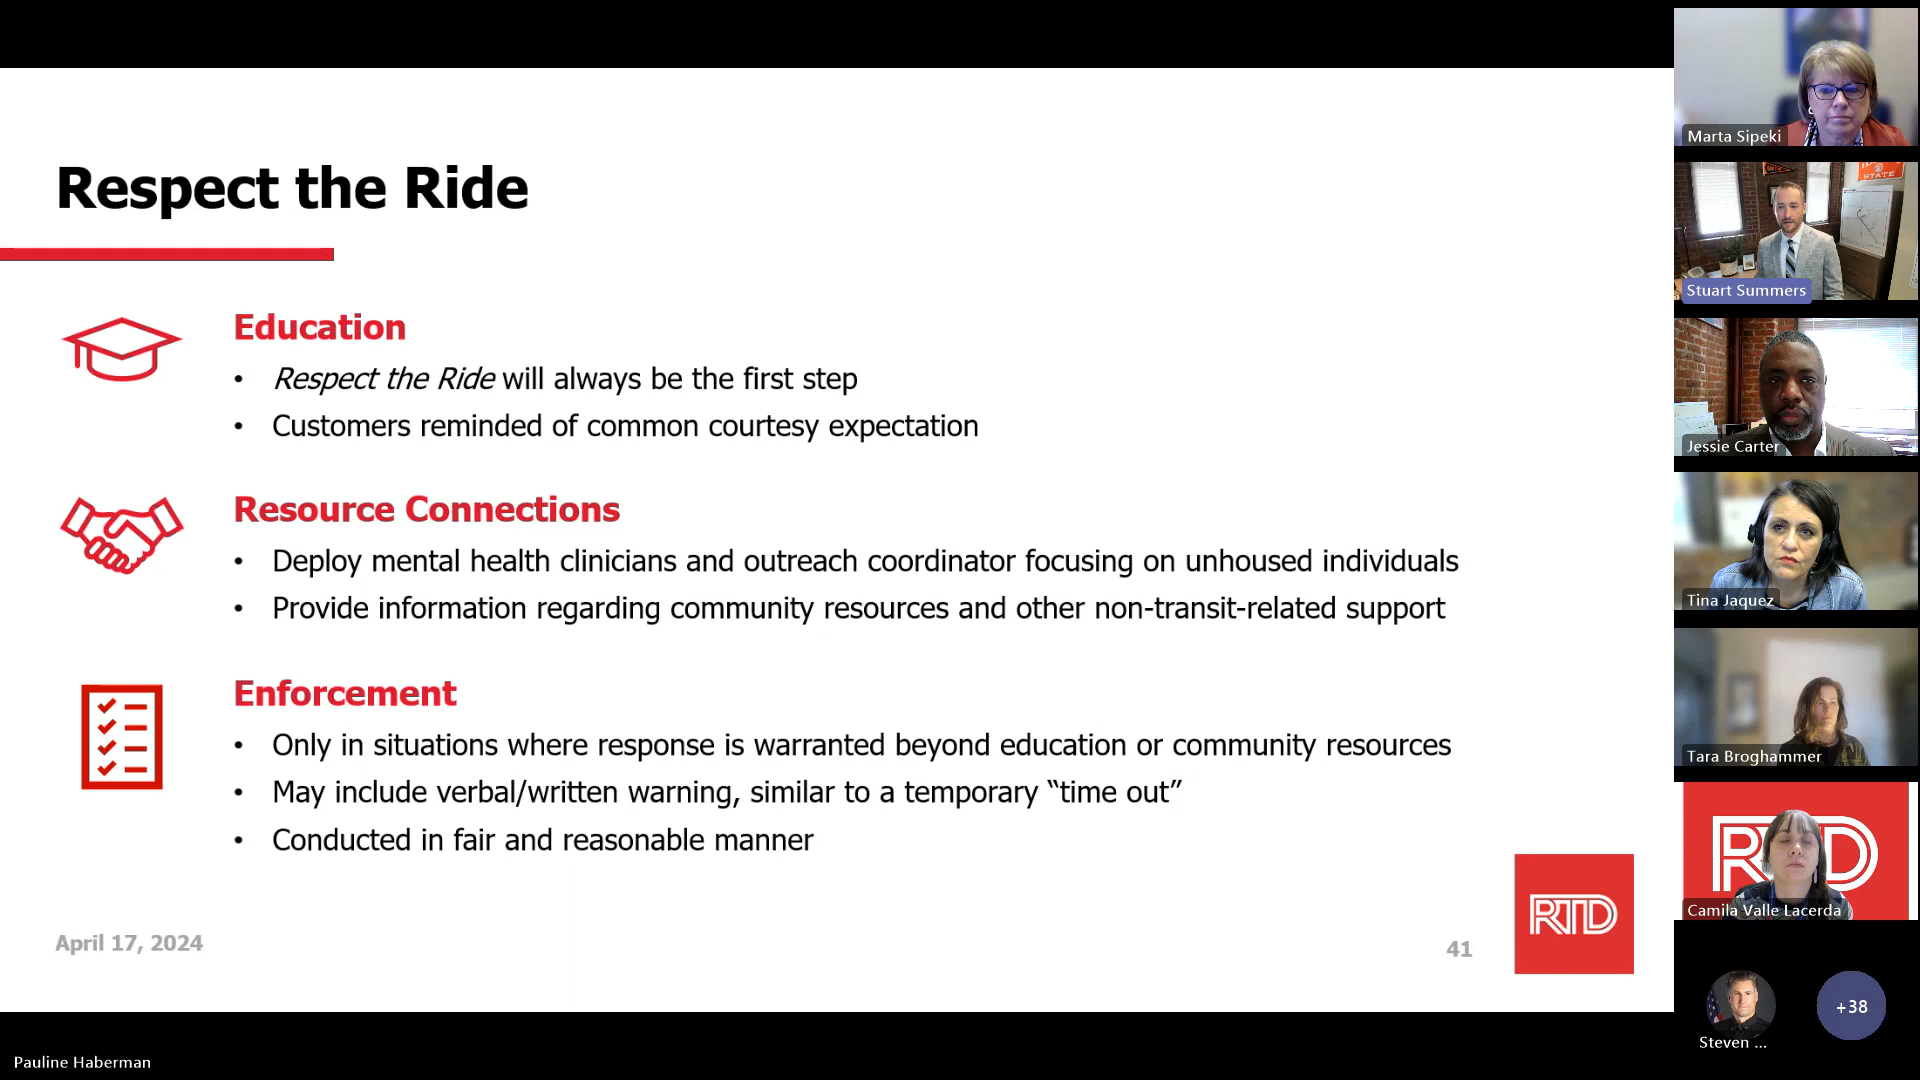 Respect the Ride
Education
• Respect the Ride will always be the first step
• Customers reminded of common courtesy expectation
Resource Connections
• Deploy mental health clinicians and outreach coordinator focusing on unhoused individuals
• Provide information regarding community resources and other non-transit-related support
Enforcement
• Only in situations where response is warranted beyond education or community resources
• May include verbal/written warning, similar to a temporary “time out”
• Conducted in fair and reasonable manner
April 17, 2024
41
RTD
Pauline Haberman
Marta Sipeki
STATE
Stuart Summers
Jessie Carter
Tina Jaquez
Tara Broghammer
Camila Valle Lacerda
Steven ...
+38